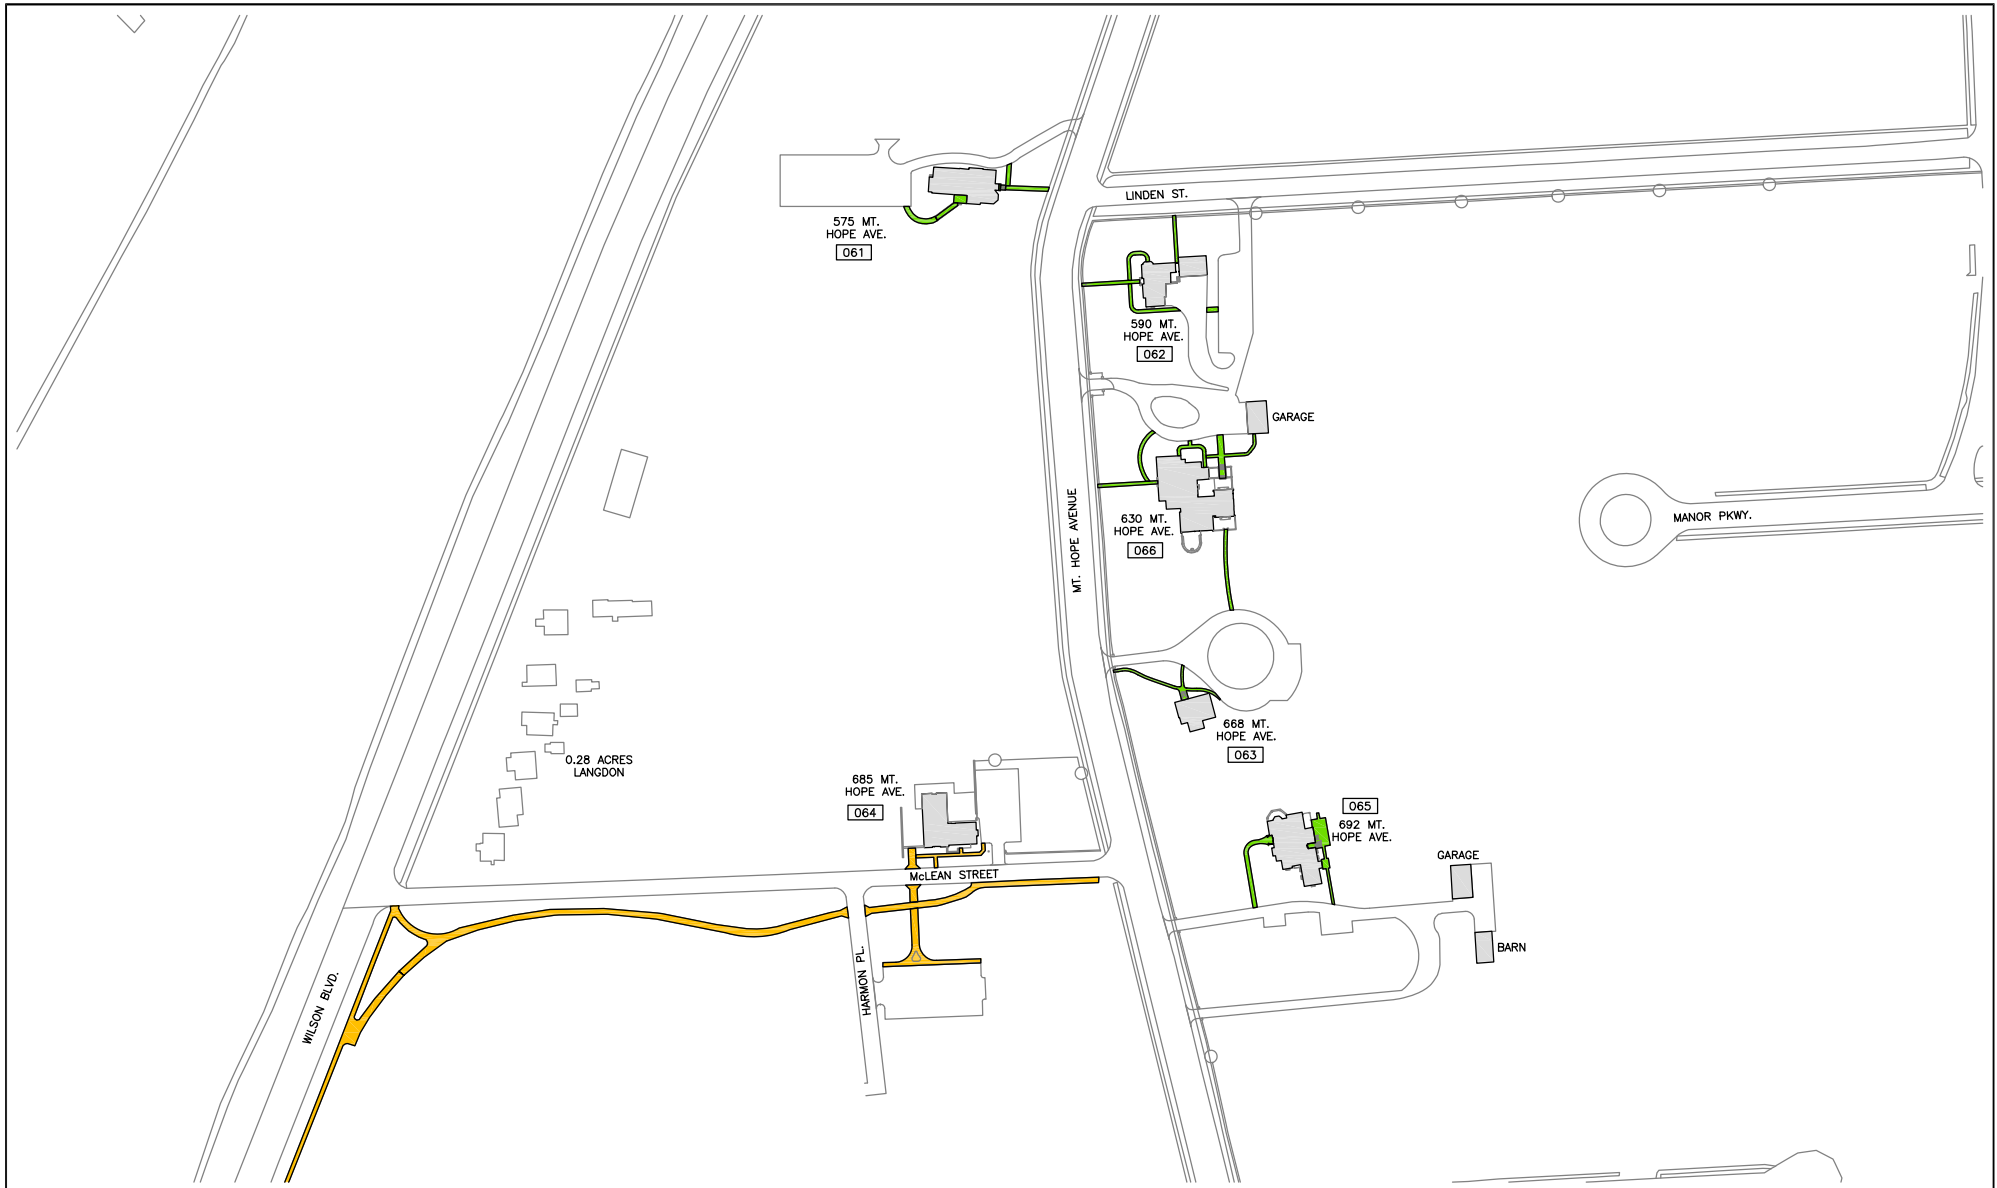 LINDEN ST.
575 MT.
HOPE AVE.
061
590 MT.
HOPE AVE.
062
GARAGE
MT. HOPE AVENUE
630 MT.
HOPE AVE.
066
MANOR PKWY.
668 MT.
HOPE AVE.
063
0.28 ACRES
LANGDON
685 MT.
HOPE AVE.
064
065
692 MT.
HOPE AVE.
GARAGE
McLEAN STREET
BARN
HARMON PL.
WILSON BLVD.